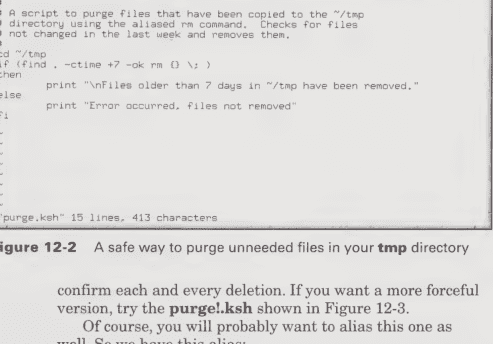 # A script to purge files that have been copied to the ~/tmp
# directory using the aliased rm command. Checks for files
# not changed in the last week and removes them.
#
cd ~/tmp
if (find . -ctime +7 -ok rm {} \; )
then
print "\nFiles older than 7 days in ~/tmp have been removed."
else
print "Error occurred, files not removed"
fi
~
~
~
~
~
~
~
"purge.ksh" 15 lines, 413 characters
Figure 12-2 A safe way to purge unneeded files in your tmp directory
confirm each and every deletion. If you want a more forceful
version, try the purge!.ksh shown in Figure 12-3.
Of course, you will probably want to alias this one as
well. So we have this alias: